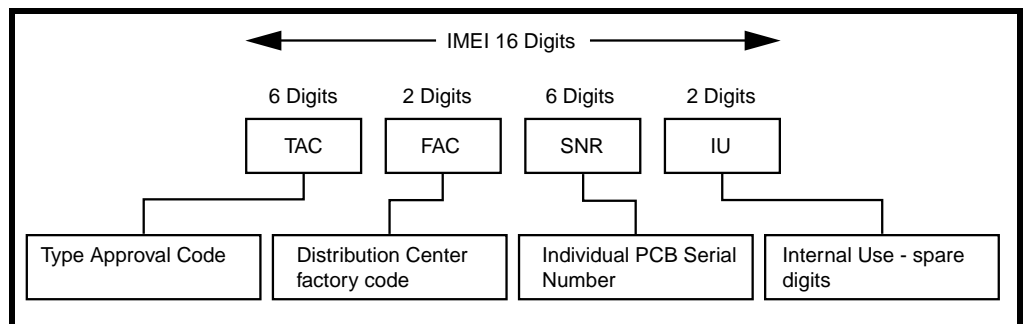 IMEI 16 Digits
6 Digits
2 Digits
6 Digits
2 Digits
TAC
FAC
SNR
IU
Type Approval Code
Distribution Center
factory code
Individual PCB Serial
Number
Internal Use - spare
digits